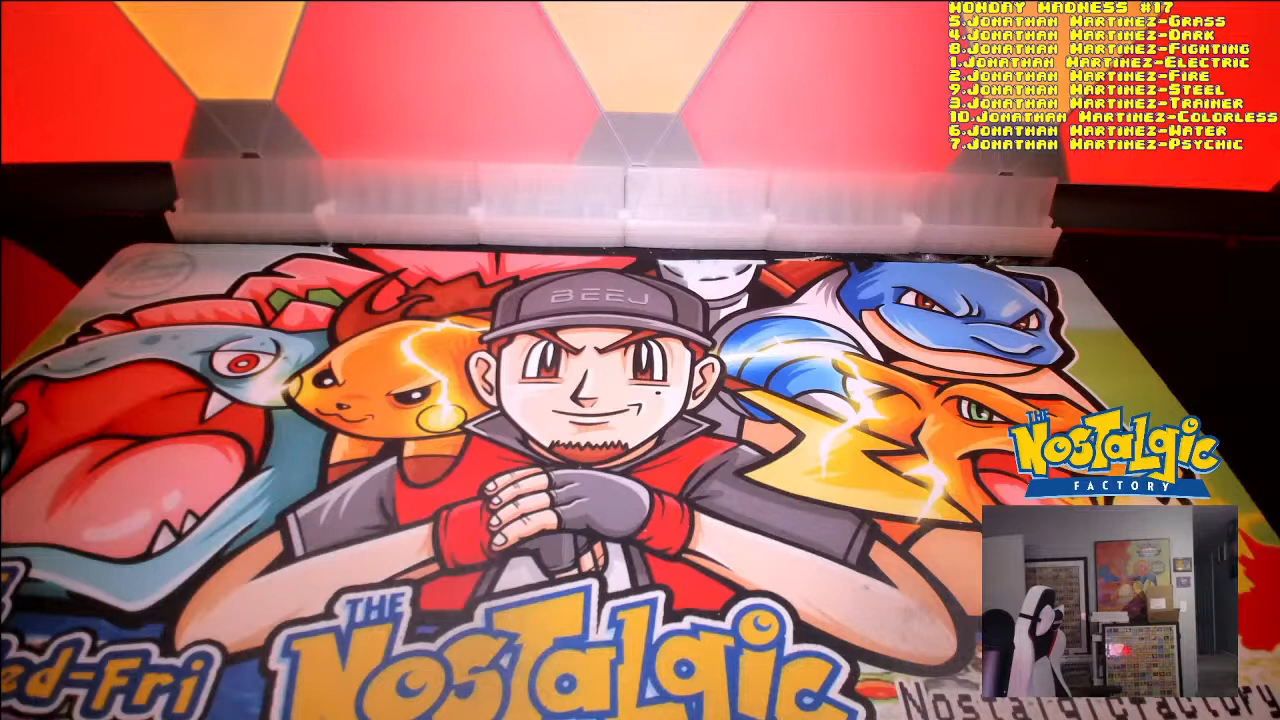 MONDAY MADNESS #17
5.JONATHAN MARTINEZ-GRASS
4.JONATHAN MARTINEZ-DARK
8.JONATHAN MARTINEZ-FIGHTING
1.JONATHAN MARTINEZ-ELECTRIC
2.JONATHAN MARTINEZ-FIRE
9.JONATHAN MARTINEZ-STEEL
3.JONATHAN MARTINEZ-TRAINER
10.JONATHAN MARTINEZ-COLORLESS
6.JONATHAN MARTINEZ-WATER
7.JONATHAN MARTINEZ-PSYCHIC
BEEJ
THE
NOSTALGIC
FACTORY
THE
NOSTALGIC
ed-Fri
Nostalgicfactory